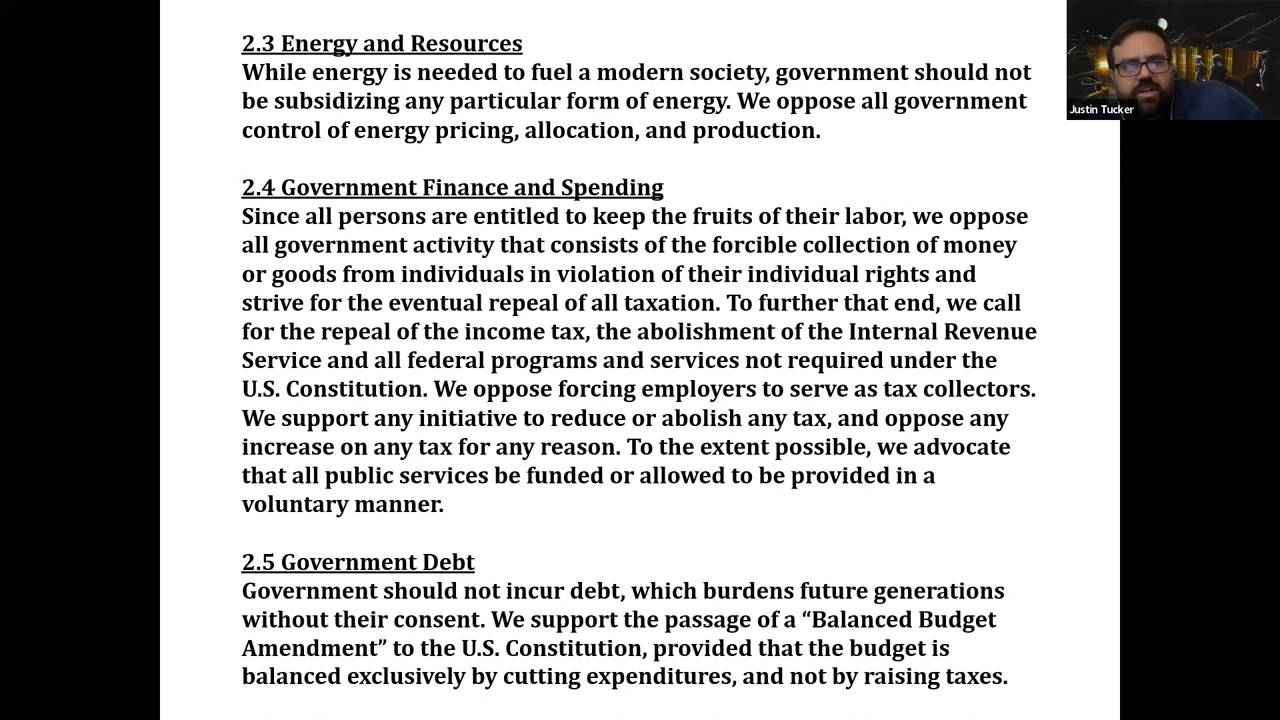 2.3 Energy and Resources
While energy is needed to fuel a modern society, government should not
be subsidizing any particular form of energy. We oppose all government
control of energy pricing, allocation, and production.
2.4 Government Finance and Spending
Since all persons are entitled to keep the fruits of their labor, we oppose
all government activity that consists of the forcible collection of money
or goods from individuals in violation of their individual rights and
strive for the eventual repeal of all taxation. To further that end, we call
for the repeal of the income tax, the abolishment of the Internal Revenue
Service and all federal programs and services not required under the
U.S. Constitution. We oppose forcing employers to serve as tax collectors.
We support any initiative to reduce or abolish any tax, and oppose any
increase on any tax for any reason. To the extent possible, we advocate
that all public services be funded or allowed to be provided in a
voluntary manner.
2.5 Government Debt
Government should not incur debt, which burdens future generations
without their consent. We support the passage of a “Balanced Budget
Amendment” to the U.S. Constitution, provided that the budget is
balanced exclusively by cutting expenditures, and not by raising taxes.
Justin Tucker